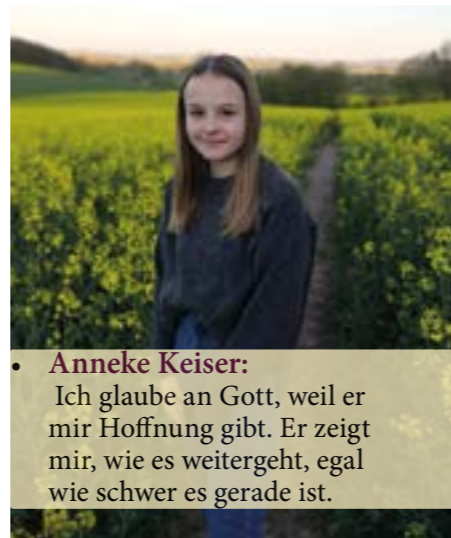 • Anneke Keiser:
Ich glaube an Gott, weil er
mir Hoffnung gibt. Er zeigt
mir, wie es weitergeht, egal
wie schwer es gerade ist.